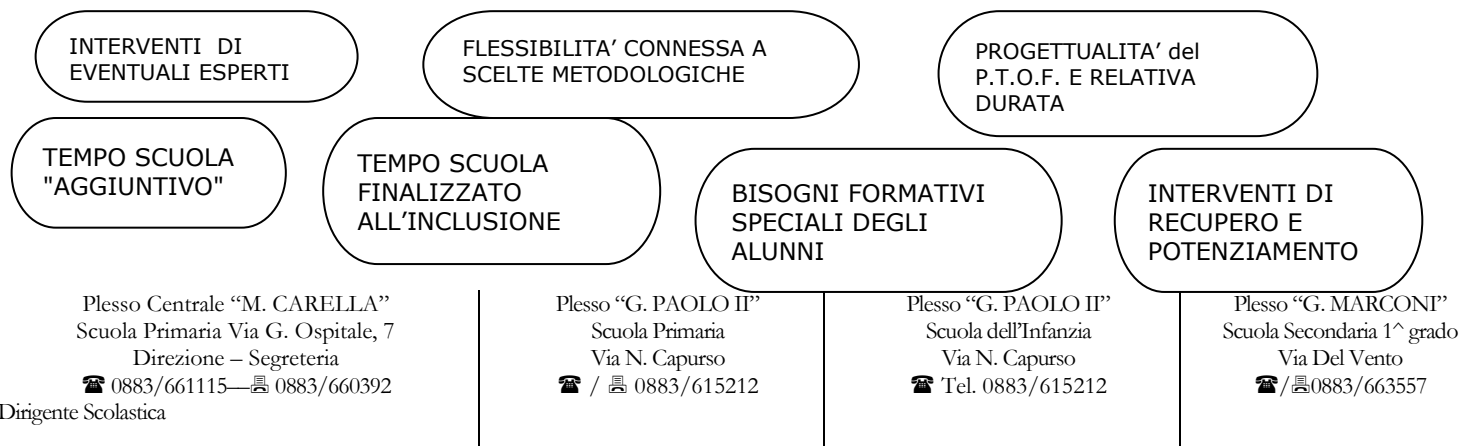 INTERVENTI DI
EVENTUALI ESPERTI
FLESSIBILITA’ CONNESSA A
SCELTE METODOLOGICHE
PROGETTUALITA’ del
P.T.O.F. E RELATIVA
DURATA
TEMPO SCUOLA
"AGGIUNTIVO"
TEMPO SCUOLA
FINALIZZATO
ALL’INCLUSIONE
BISOGNI FORMATIVI
SPECIALI DEGLI
ALUNNI
INTERVENTI DI
RECUPERO E
POTENZIAMENTO
Plesso Centrale “M. CARELLA”
Scuola Primaria Via G. Ospitale, 7
Direzione – Segreteria
☎ 0883/661115—🖷 0883/660392
Dirigente Scolastica
Plesso “G. PAOLO II”
Scuola Primaria
Via N. Capurso
☎ / 🖷 0883/615212
Plesso “G. PAOLO II”
Scuola dell’Infanzia
Via N. Capurso
☎ Tel. 0883/615212
Plesso “G. MARCONI”
Scuola Secondaria 1^ grado
Via Del Vento
☎/🖷0883/663557